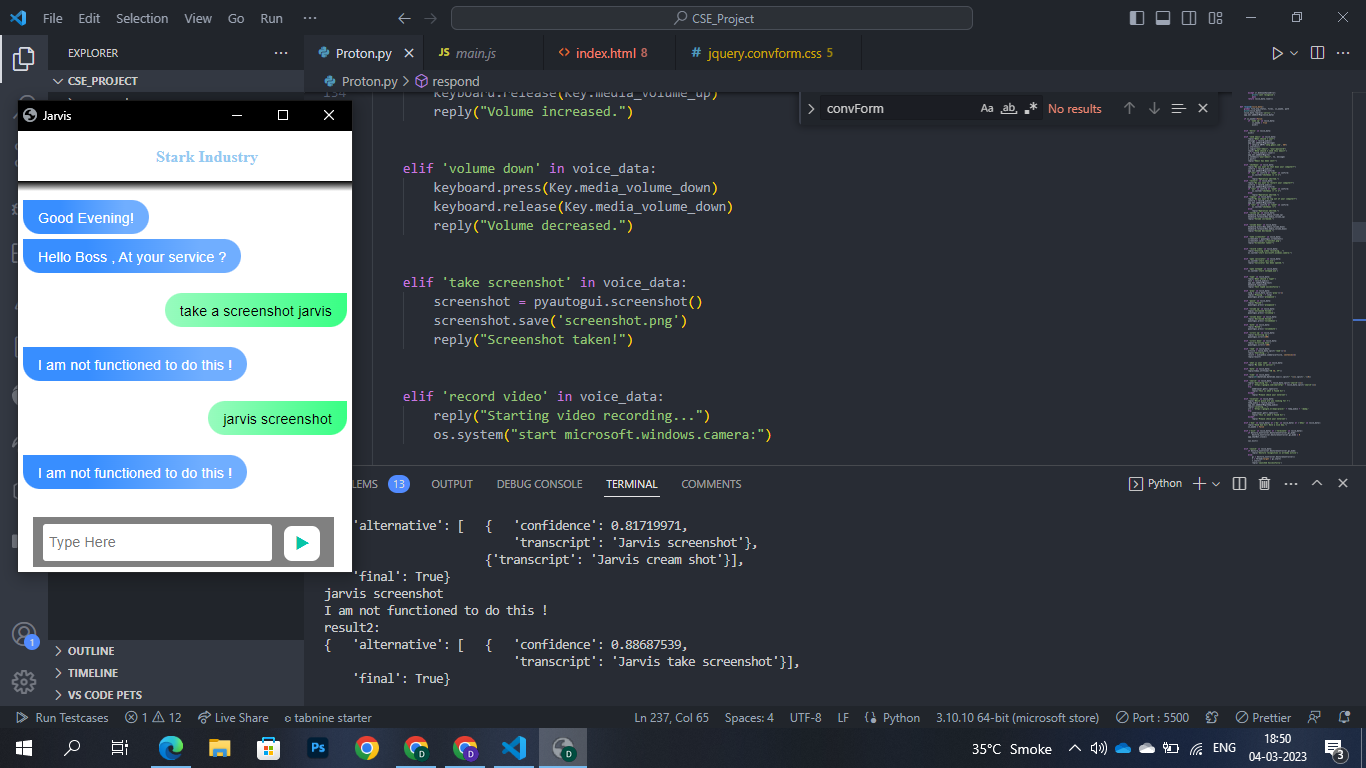 File Edit Selection View Go Run ··· CSE_Project
EXPLORER ···
CSE_PROJECT
Proton.py main.js index.html 8 jquery.convform.css 5
Proton.py > respond
convForm Aa ab No results
keyboard.release(Key.media_volume_up)
reply("Volume increased.")
elif 'volume down' in voice_data:
keyboard.press(Key.media_volume_down)
keyboard.release(Key.media_volume_down)
reply("Volume decreased.")
elif 'take screenshot' in voice_data:
screenshot = pyautogui.screenshot()
screenshot.save('screenshot.png')
reply("Screenshot taken!")
elif 'record video' in voice_data:
reply("Starting video recording...")
os.system("start microsoft.windows.camera:")
Jarvis
Stark Industry
Good Evening!
Hello Boss , At your service ?
take a screenshot jarvis
I am not functioned to do this !
jarvis screenshot
I am not functioned to do this !
Type Here
LEMS 13 OUTPUT DEBUG CONSOLE TERMINAL COMMENTS Python
'alternative': [ { 'confidence': 0.81719971,
'transcript': 'Jarvis screenshot'},
{'transcript': 'Jarvis cream shot'}],
'final': True}
jarvis screenshot
I am not functioned to do this !
result2:
{ 'alternative': [ { 'confidence': 0.88687539,
'transcript': 'Jarvis take screenshot'}],
'final': True}
1
OUTLINE
TIMELINE
VS CODE PETS
Run Testcases 1 12 Live Share tabnine starter Ln 237, Col 65 Spaces: 4 UTF-8 LF Python 3.10.10 64-bit (microsoft store) Port : 5500 Prettier
Ps D D D 35°C Smoke ENG 18:50
04-03-2023 3